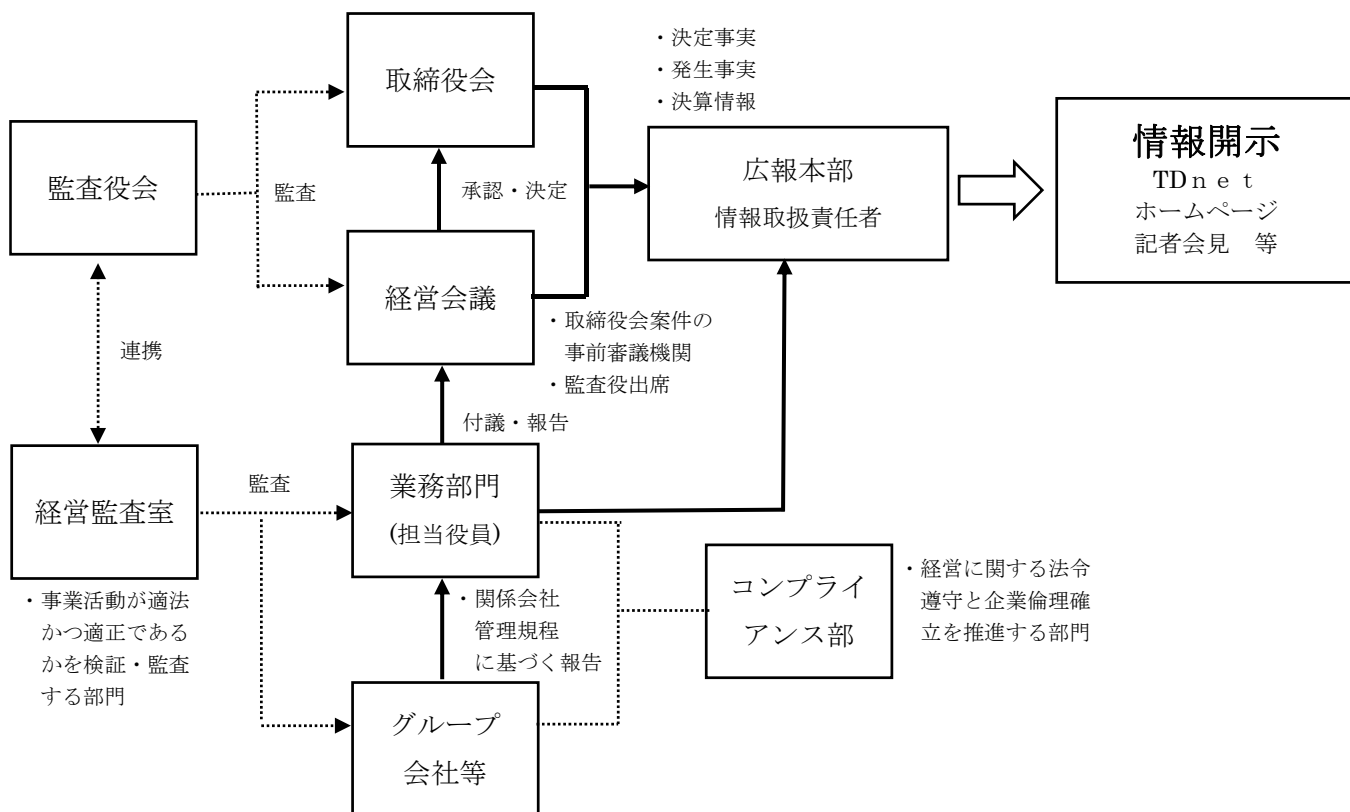 ・決定事実
・発生事実
・決算情報
取締役会
監査役会
監査
承認・決定
広報本部
情報取扱責任者
情報開示
TDｎｅｔ
ホームページ
記者会見　等
経営会議
・取締役会案件の
事前審議機関
・監査役出席
連携
付議・報告
経営監査室
監査
業務部門
(担当役員)
・事業活動が適法
かつ適正である
かを検証・監査
する部門
・関係会社
管理規程
に基づく報告
コンプライ
アンス部
・経営に関する法令
遵守と企業倫理確
立を推進する部門
グループ
会社等